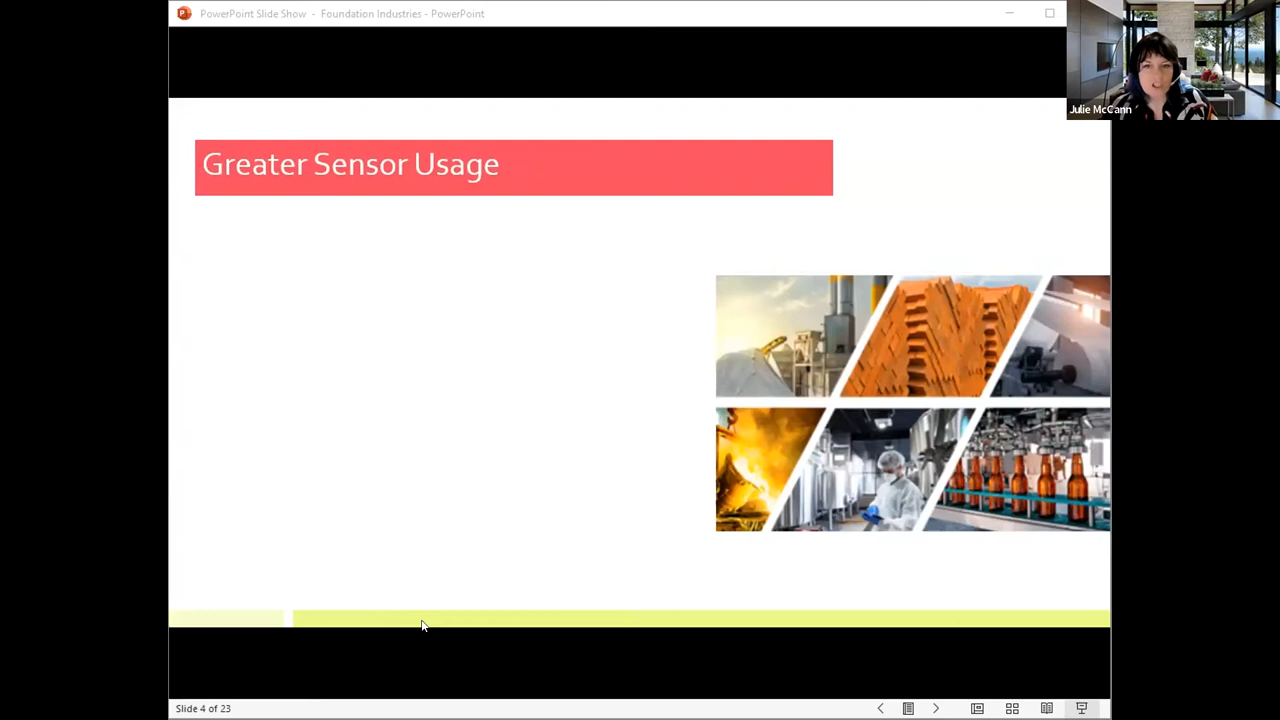 PowerPoint Slide Show - Foundation Industries - PowerPoint
Julie McCann
Greater Sensor Usage
Slide 4 of 23